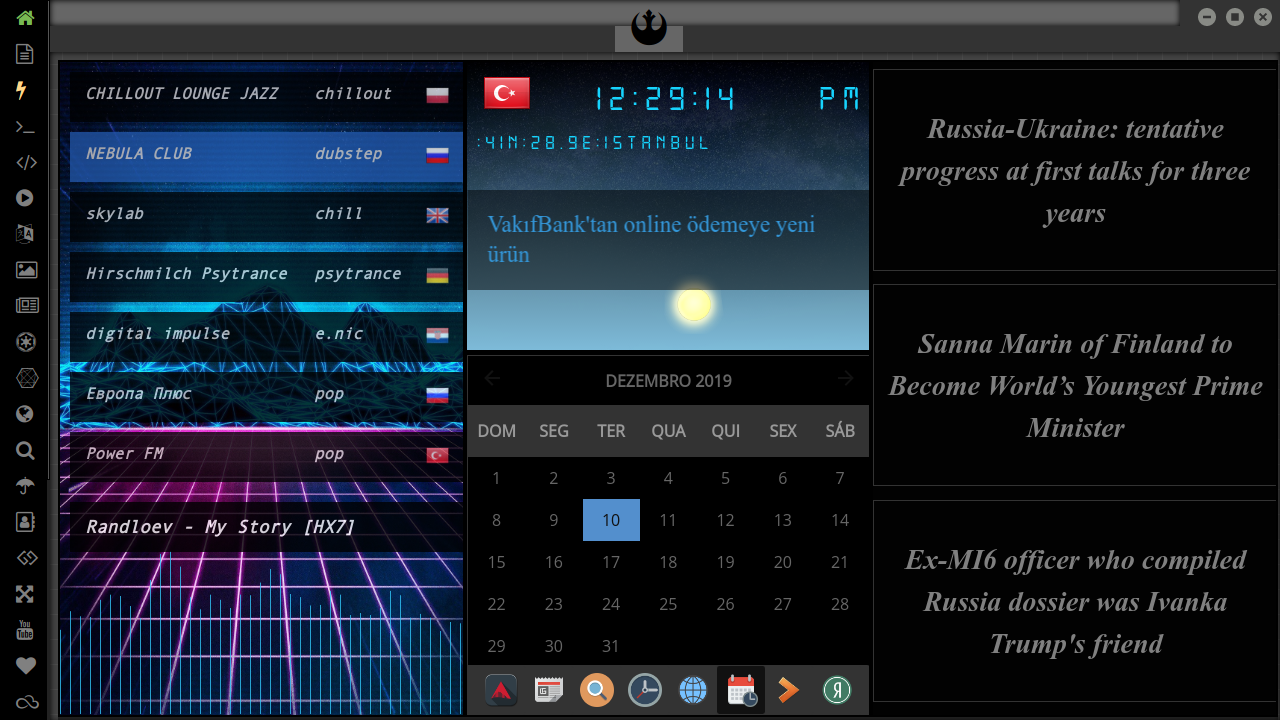 CHILLOUT LOUNGE JAZZ chillout
NEBULA CLUB dubstep
skylab chill
Hirschmilch Psytrance psytrance
digital impulse e.nic
Европа Плюс pop
Power FM pop
Randloev - My Story [HX7]
12:29:14 PM
:41N:28.9E:ISTANBUL
VakıfBank'tan online ödemeye yeni
ürün
DEZEMBRO 2019
DOM SEG TER QUA QUI SEX SÁB
1 2 3 4 5 6 7
8 9 10 11 12 13 14
15 16 17 18 19 20 21
22 23 24 25 26 27 28
29 30 31
Russia-Ukraine: tentative
progress at first talks for three
years
Sanna Marin of Finland to
Become World’s Youngest Prime
Minister
Ex-MI6 officer who compiled
Russia dossier was Ivanka
Trump's friend
You
Tube
Я